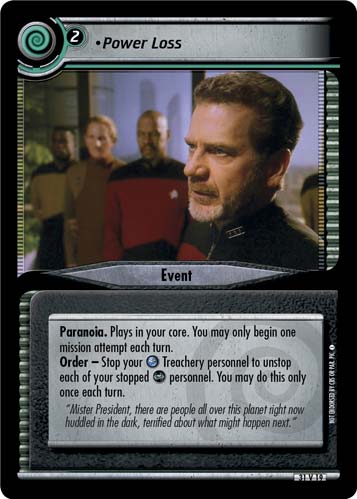 2
•Power Loss
Event
Paranoia. Plays in your core. You may only begin one
mission attempt each turn.
Order – Stop your Treachery personnel to unstop
each of your stopped personnel. You may do this only
once each turn.
"Mister President, there are people all over this planet right now
huddled in the dark, terrified about what might happen next."
NOT ENDORSED BY CBS OR PAR. PIC.
31 V 19